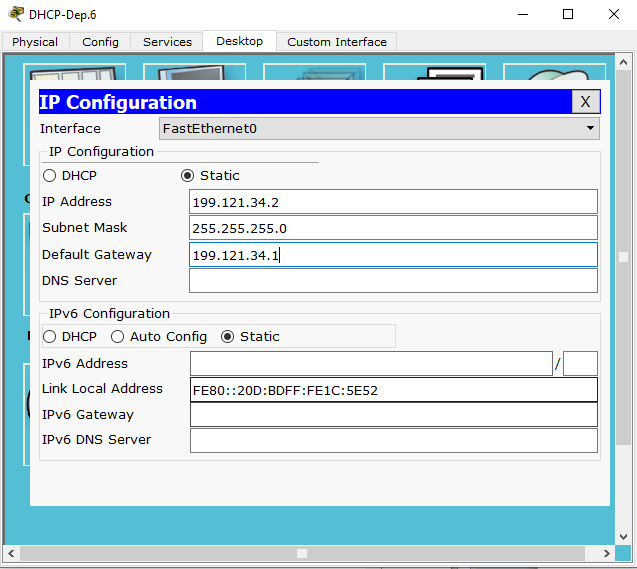 DHCP-Dep.6
Physical Config Services Desktop Custom Interface
IP Configuration X
Interface FastEthernet0
IP Configuration
DHCP Static
IP Address 199.121.34.2
Subnet Mask 255.255.255.0
Default Gateway 199.121.34.1
DNS Server
IPv6 Configuration
DHCP Auto Config Static
IPv6 Address /
Link Local Address FE80::20D:BDFF:FE1C:5E52
IPv6 Gateway
IPv6 DNS Server